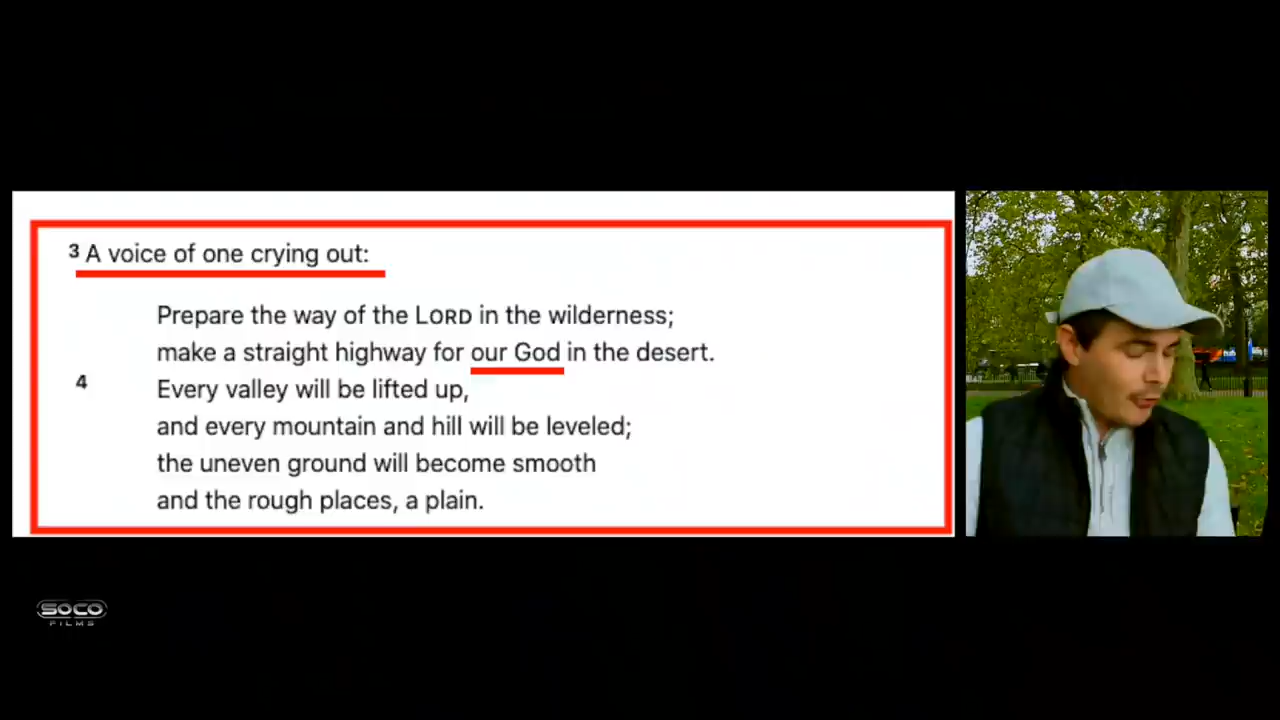 3 A voice of one crying out:
Prepare the way of the LORD in the wilderness;
make a straight highway for our God in the desert.
4 Every valley will be lifted up,
and every mountain and hill will be leveled;
the uneven ground will become smooth
and the rough places, a plain.
SOCO
FILMS